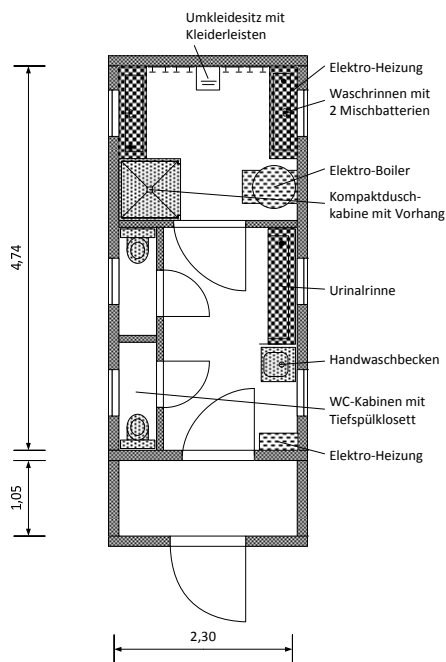 Umkleidesitz mit
Kleiderleisten
Elektro-Heizung
Waschrinnen mit
2 Mischbatterien
Elektro-Boiler
Kompaktdusch-
kabine mit Vorhang
4,74
Urinalrinne
Handwaschbecken
WC-Kabinen mit
Tiefspülklosett
Elektro-Heizung
1,05
2,30